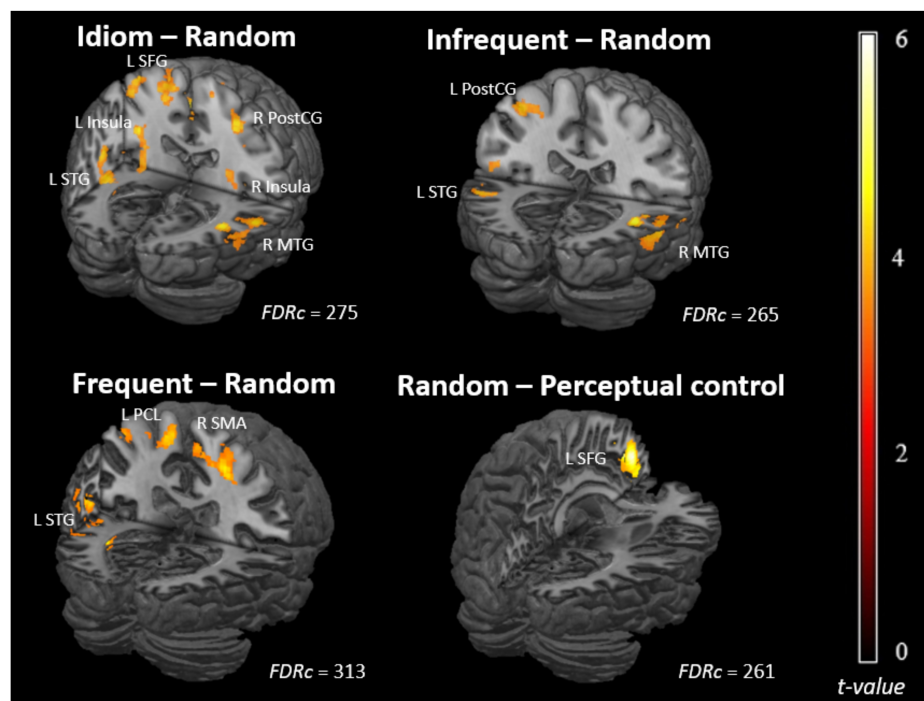 Idiom – Random
L SFG
L Insula
R PostCG
L STG
R Insula
R MTG
FDRc = 275
Infrequent – Random
L PostCG
L STG
R MTG
FDRc = 265
Frequent – Random
L PCL
R SMA
L STG
FDRc = 313
Random – Perceptual control
L SFG
FDRc = 261
6
4
2
0
t-value